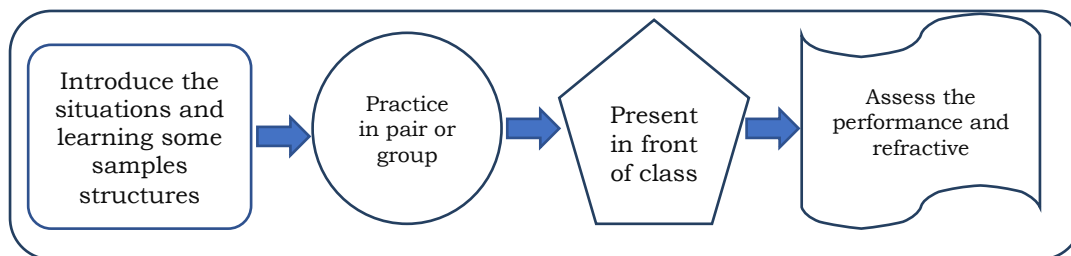 Introduce the
situations and
learning some
samples
structures
Practice
in pair or
group
Present
in front
of class
Assess the
performance and
refractive